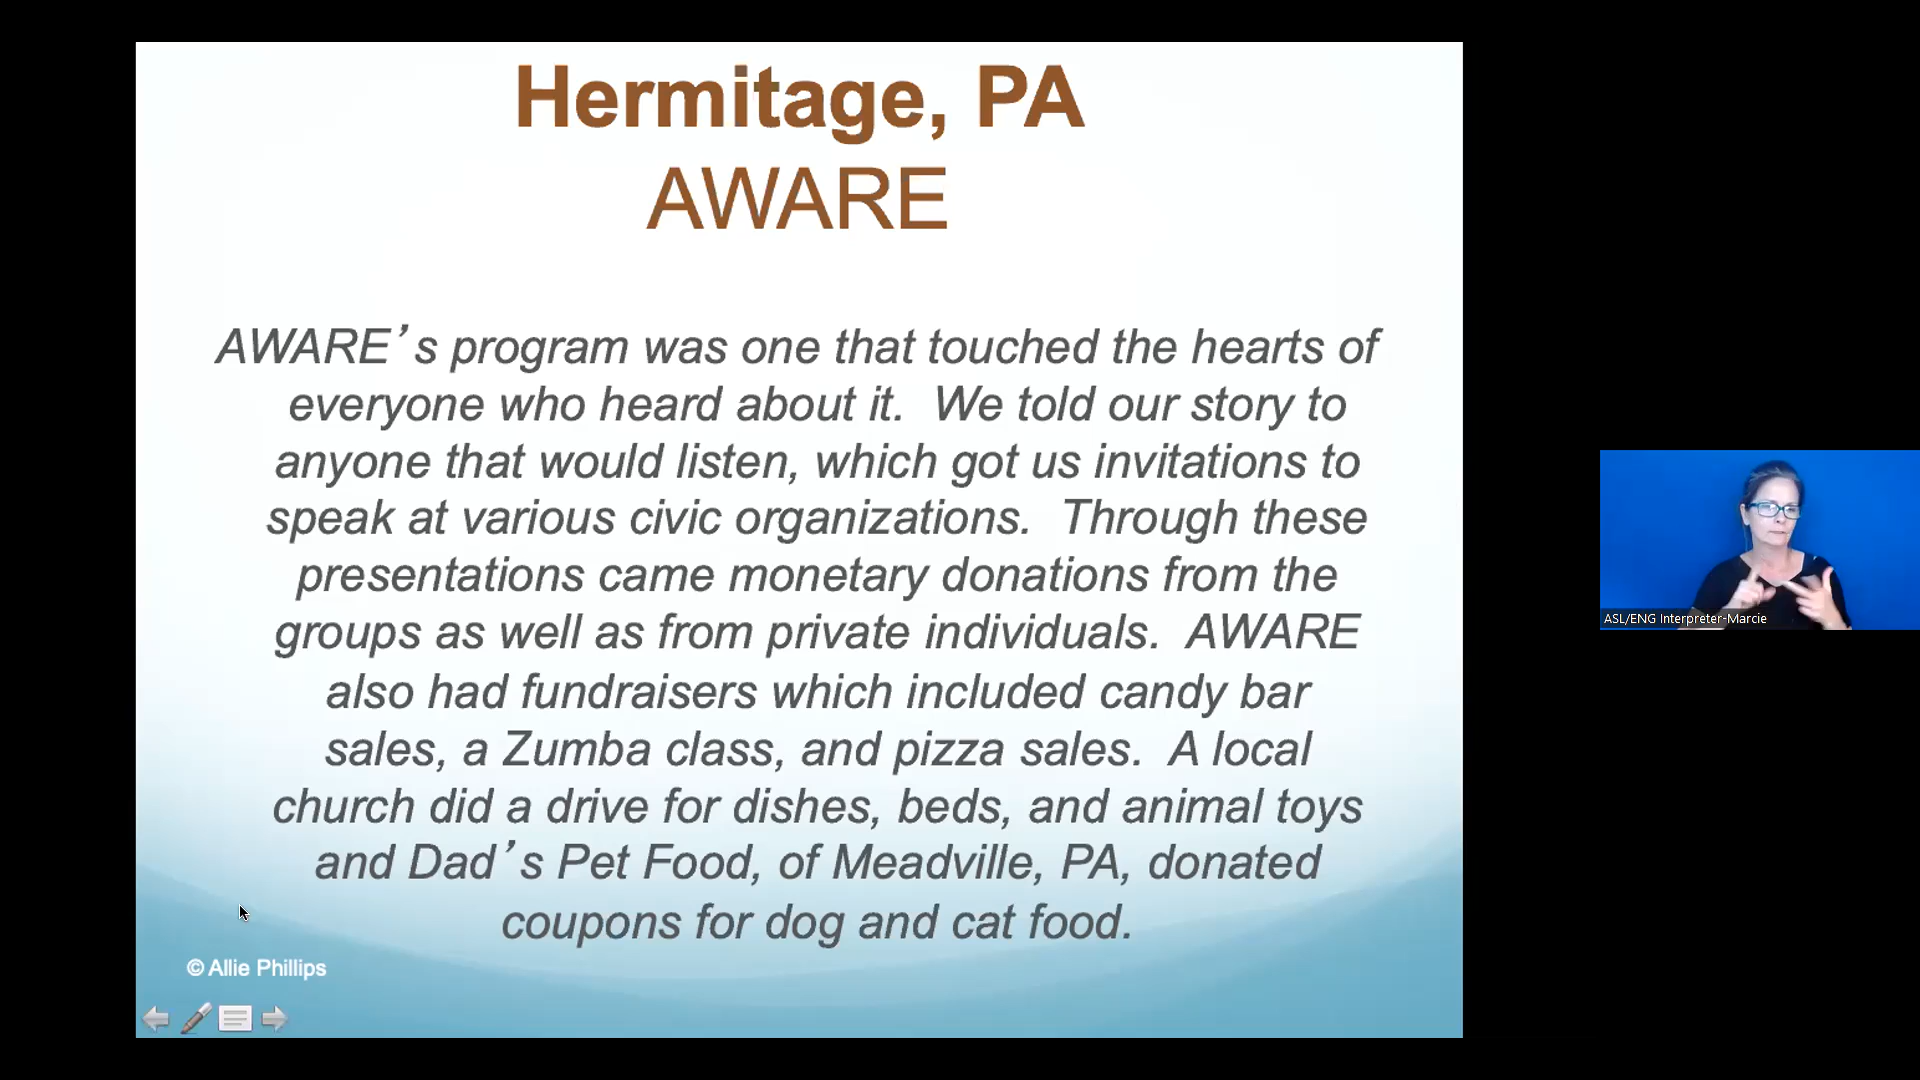 Hermitage, PA
AWARE
AWARE’s program was one that touched the hearts of
everyone who heard about it.  We told our story to
anyone that would listen, which got us invitations to
speak at various civic organizations.  Through these
presentations came monetary donations from the
groups as well as from private individuals.  AWARE
also had fundraisers which included candy bar
sales, a Zumba class, and pizza sales.  A local
church did a drive for dishes, beds, and animal toys
and Dad’s Pet Food, of Meadville, PA, donated
coupons for dog and cat food.
© Allie Phillips
ASL/ENG Interpreter-Marcie